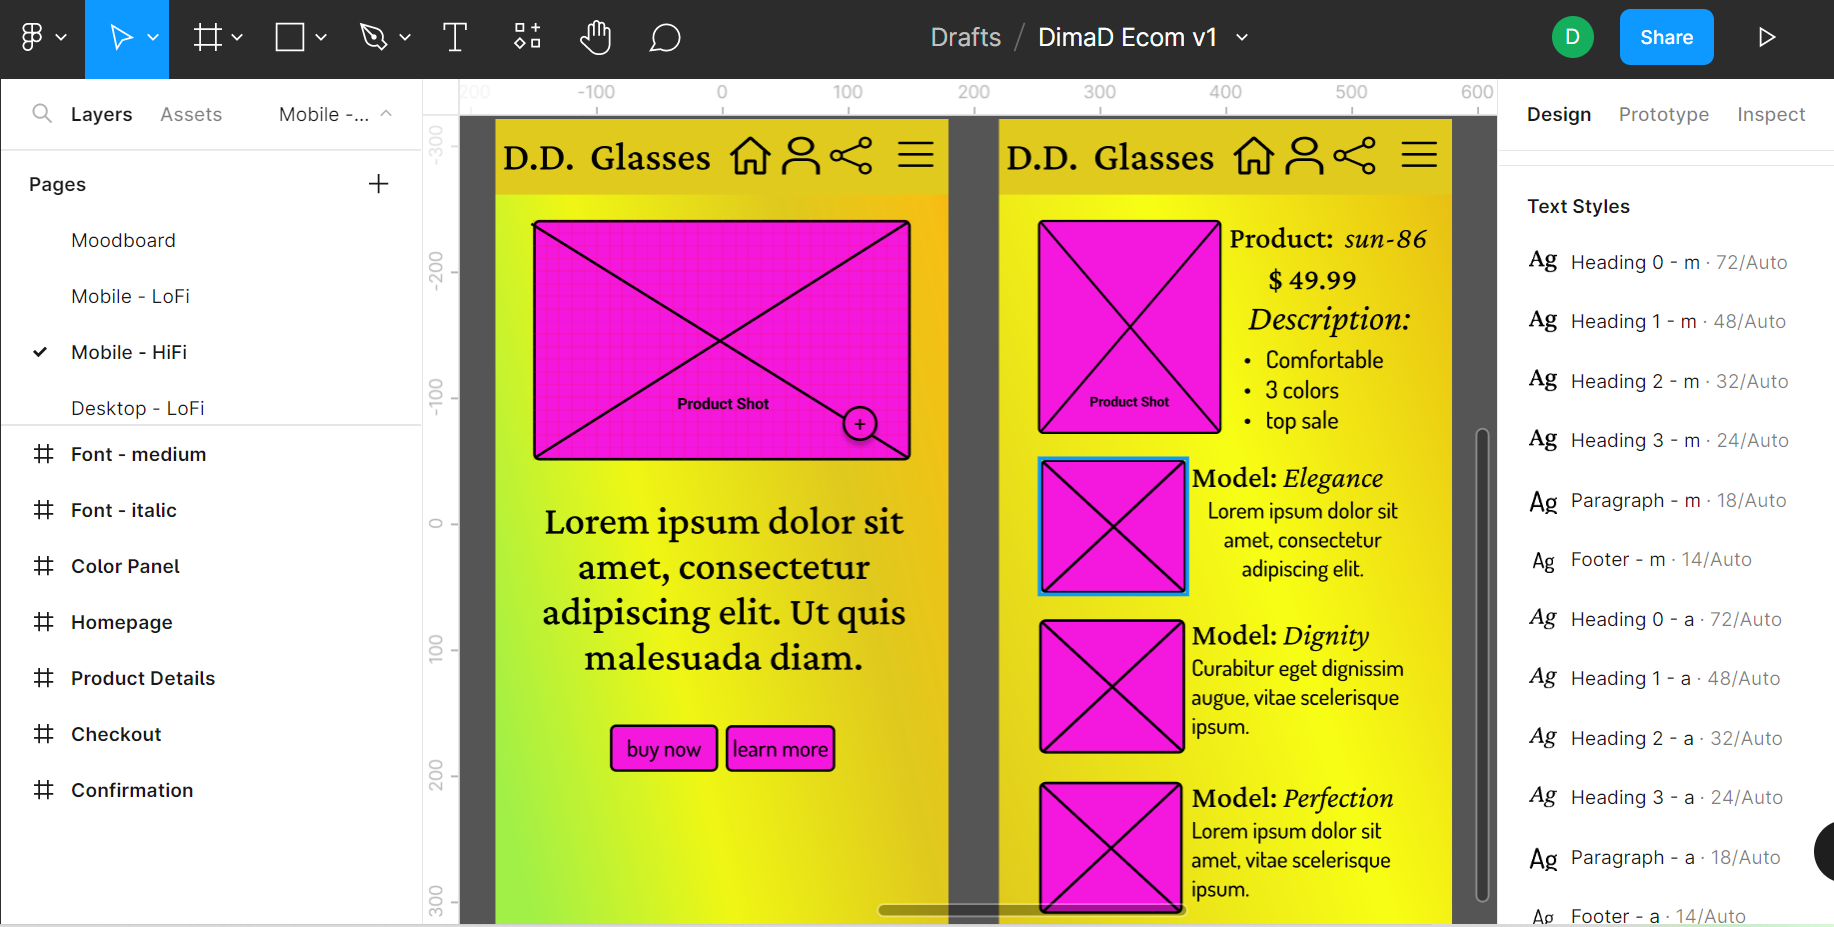 Drafts / DimaD Ecom v1
D
Share
Layers
Assets
Mobile -...
Pages
Moodboard
Mobile - LoFi
Mobile - HiFi
Desktop - LoFi
Font - medium
Font - italic
Color Panel
Homepage
Product Details
Checkout
Confirmation
200 -100 0 100 200 300 400 500 600
-300
-200
-100
0
100
200
300
D.D. Glasses
Product Shot
+
Lorem ipsum dolor sit
amet, consectetur
adipiscing elit. Ut quis
malesuada diam.
buy now
learn more
D.D. Glasses
Product Shot
Product: sun-86
$ 49.99
Description:
• Comfortable
• 3 colors
• top sale
Model: Elegance
Lorem ipsum dolor sit
amet, consectetur
adipiscing elit.
Model: Dignity
Curabitur eget dignissim
augue, vitae scelerisque
ipsum.
Model: Perfection
Lorem ipsum dolor sit
amet, vitae scelerisque
ipsum.
Design
Prototype
Inspect
Text Styles
Ag Heading 0 - m · 72/Auto
Ag Heading 1 - m · 48/Auto
Ag Heading 2 - m · 32/Auto
Ag Heading 3 - m · 24/Auto
Ag Paragraph - m · 18/Auto
Ag Footer - m · 14/Auto
Ag Heading 0 - a · 72/Auto
Ag Heading 1 - a · 48/Auto
Ag Heading 2 - a · 32/Auto
Ag Heading 3 - a · 24/Auto
Ag Paragraph - a · 18/Auto
Ag Footer - a · 14/Auto